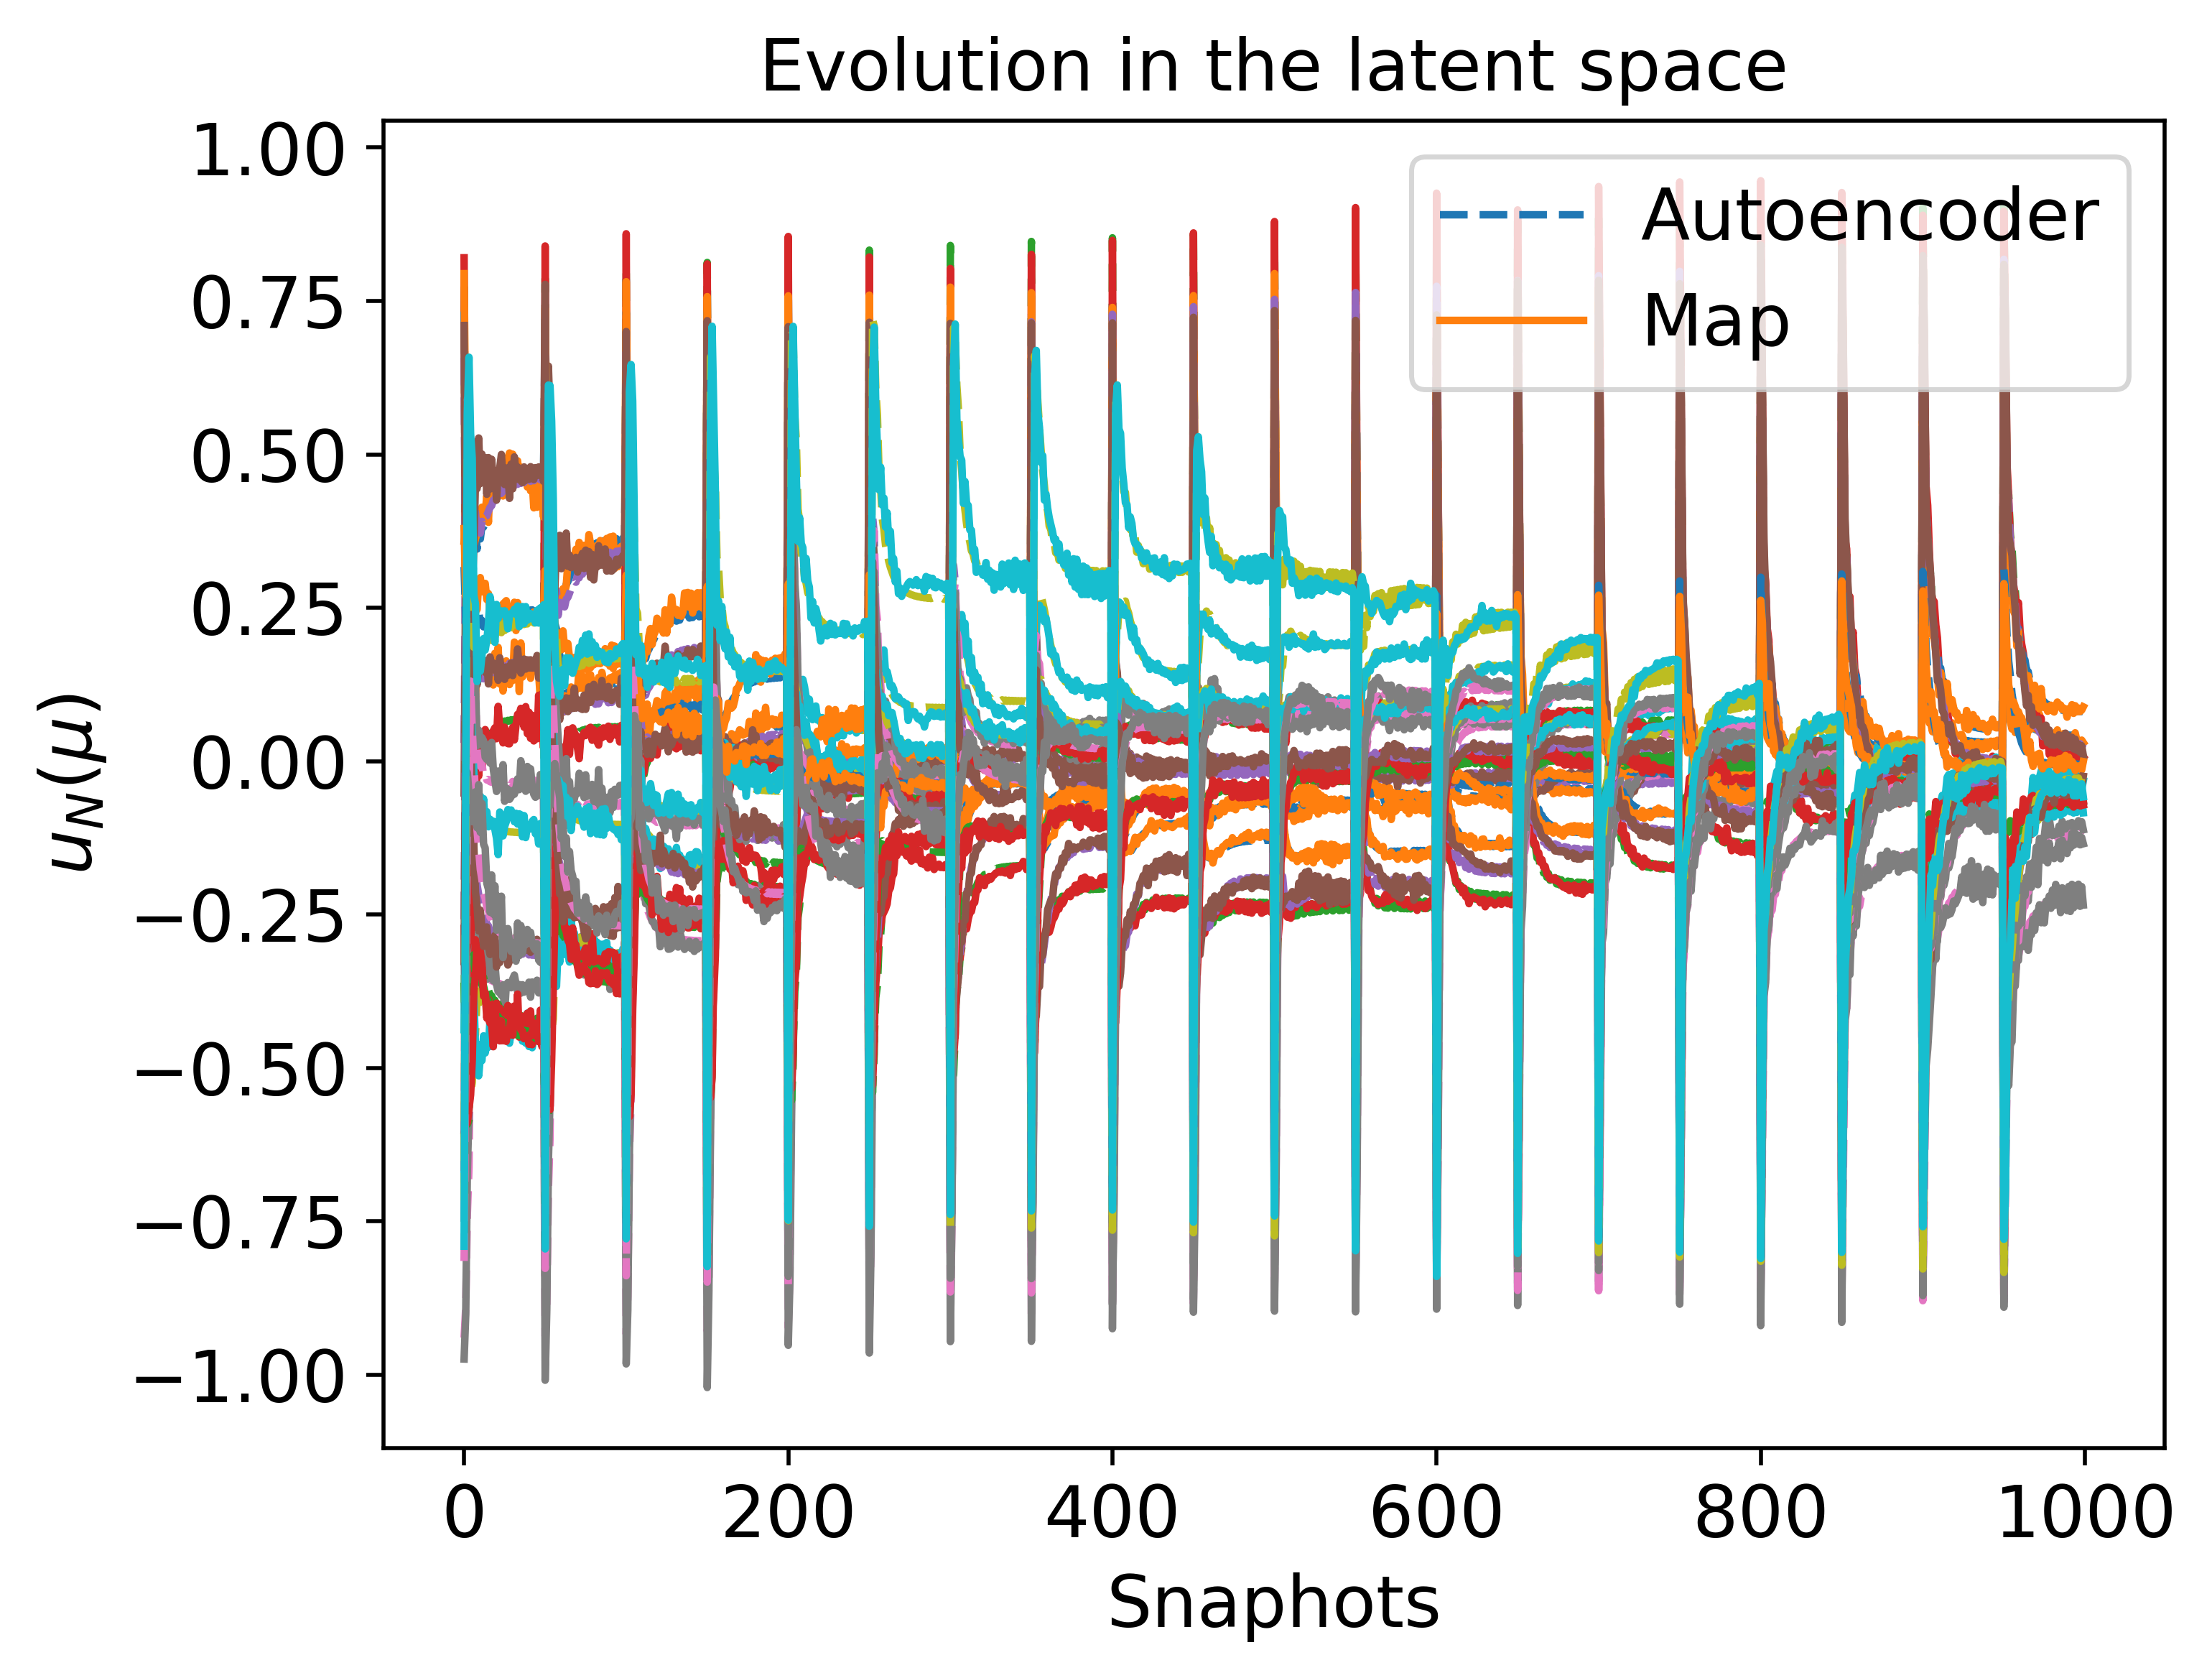 Evolution in the latent space
1.00
0.75
0.50
0.25
0.00
−0.25
−0.50
−0.75
−1.00
u_N(μ)
Autoencoder
Map
0 200 400 600 800 1000
Snaphots